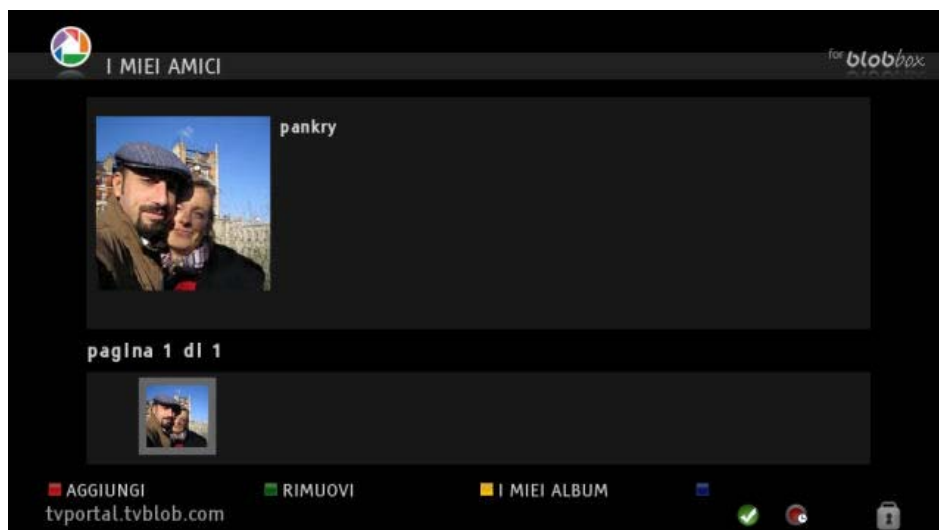 I MIEI AMICI
for blobbox
pankry
pagina 1 di 1
AGGIUNGI
RIMUOVI
I MIEI ALBUM
tvportal.tvblob.com